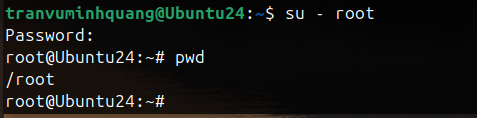 tranvuminhquang@Ubuntu24:~$ su - root
Password:
root@Ubuntu24:~# pwd
/root
root@Ubuntu24:~#